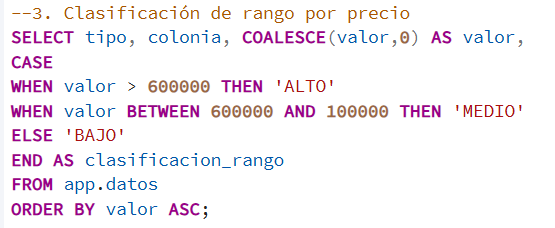 --3. Clasificación de rango por precio
SELECT tipo, colonia, COALESCE(valor,0) AS valor,
CASE
WHEN valor > 600000 THEN 'ALTO'
WHEN valor BETWEEN 600000 AND 100000 THEN 'MEDIO'
ELSE 'BAJO'
END AS clasificacion_rango
FROM app.datos
ORDER BY valor ASC;